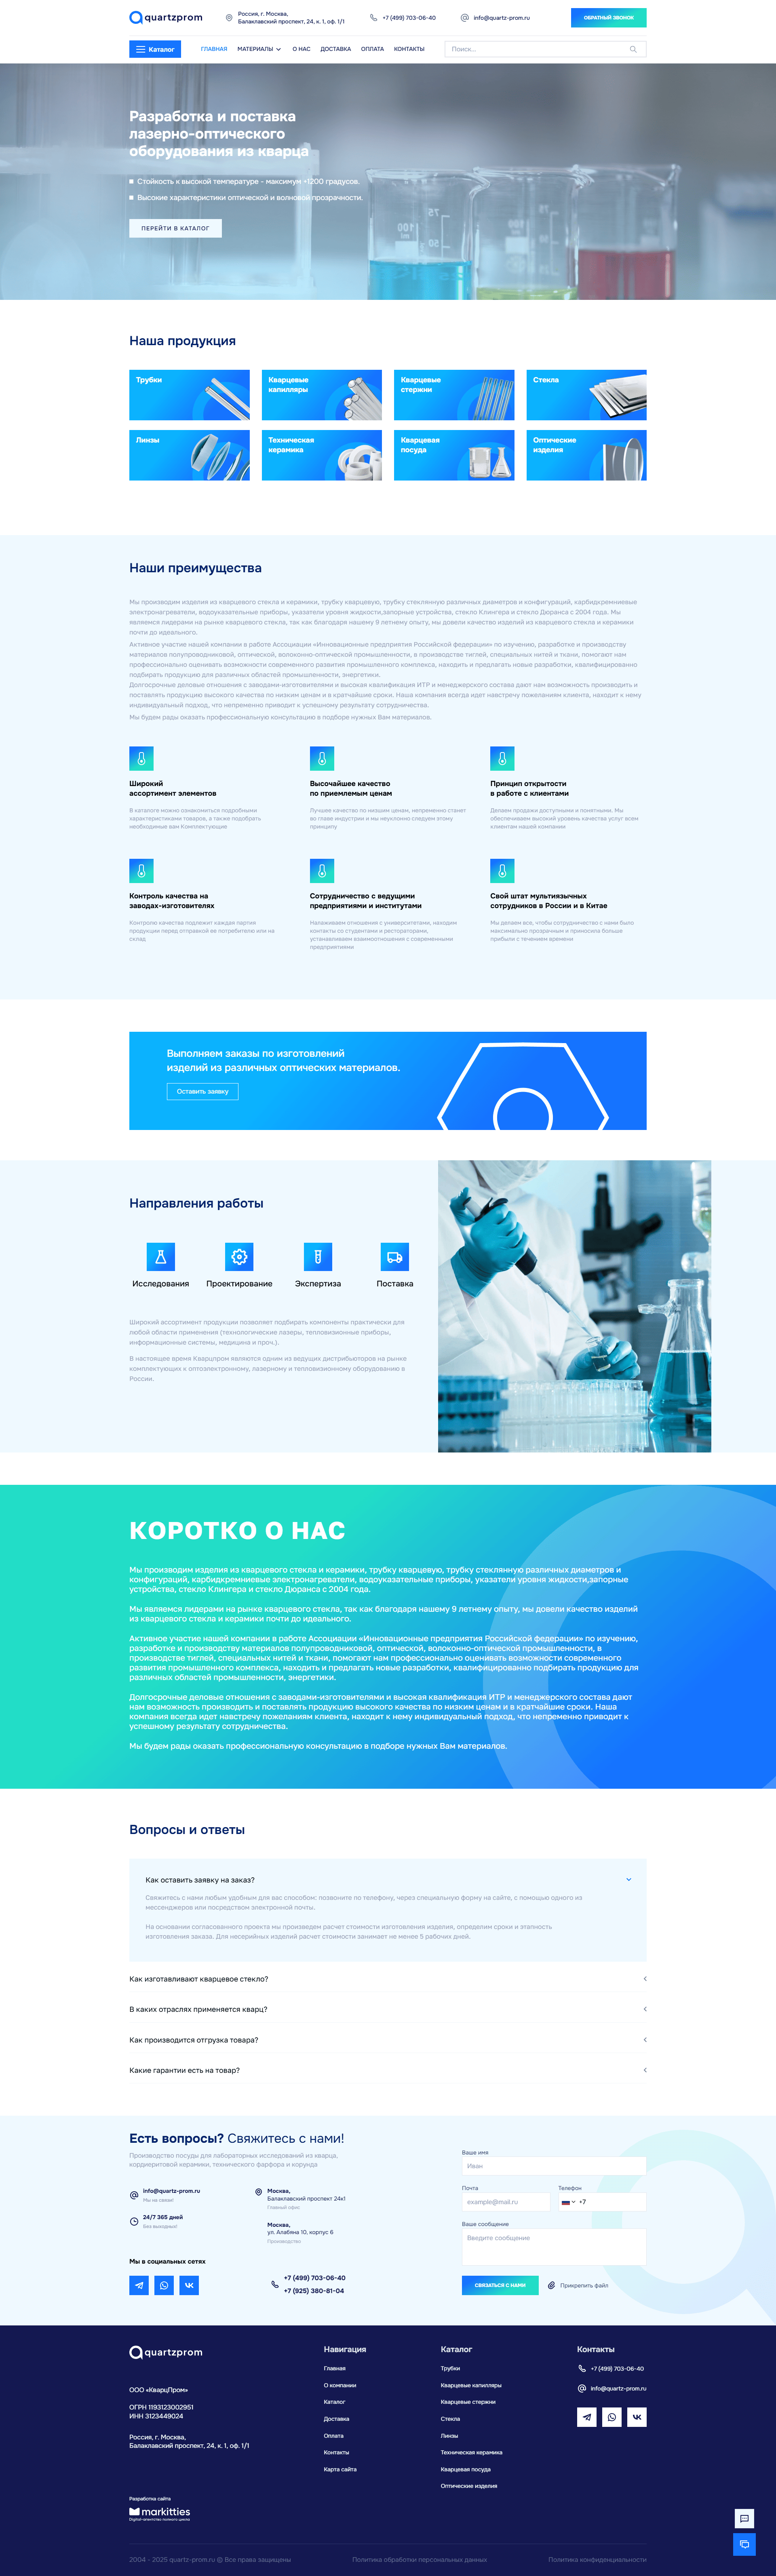 quartzprom
Россия, г. Москва,
Балаклавский проспект, 24, к. 1, оф. 1/1
+7 (499) 703-06-40
info@quartz-prom.ru
ОБРАТНЫЙ ЗВОНОК
Каталог
ГЛАВНАЯ
МАТЕРИАЛЫ
О НАС
ДОСТАВКА
ОПЛАТА
КОНТАКТЫ
Поиск...
Разработка и поставка
лазерно-оптического
оборудования из кварца
Стойкость к высокой температуре - максимум +1200 градусов.
Высокие характеристики оптической и волновой прозрачности.
ПЕРЕЙТИ В КАТАЛОГ
Наша продукция
Трубки
Кварцевые
капилляры
Кварцевые
стержни
Стекла
Линзы
Техническая
керамика
Кварцевая
посуда
Оптические
изделия
Наши преимущества
Мы производим изделия из кварцевого стекла и керамики, трубку кварцевую, трубку стеклянную различных диаметров и конфигураций, карбидкремниевые
электронагреватели, водоуказательные приборы, указатели уровня жидкости,запорные устройства, стекло Клингера и стекло Дюранса с 2004 года. Мы
являемся лидерами на рынке кварцевого стекла, так как благодаря нашему 9 летнему опыту, мы довели качество изделий из кварцевого стекла и керамики
почти до идеального.
Активное участие нашей компании в работе Ассоциации «Инновационные предприятия Российской федерации» по изучению, разработке и производству
материалов полупроводниковой, оптической, волоконно-оптической промышленности, в производстве тиглей, специальных нитей и ткани, помогают нам
профессионально оценивать возможности современного развития промышленного комплекса, находить и предлагать новые разработки, квалифицированно
подбирать продукцию для различных областей промышленности, энергетики.
Долгосрочные деловые отношения с заводами-изготовителями и высокая квалификация ИТР и менеджерского состава дают нам возможность производить и
поставлять продукцию высокого качества по низким ценам и в кратчайшие сроки. Наша компания всегда идет навстречу пожеланиям клиента, находит к нему
индивидуальный подход, что непременно приводит к успешному результату сотрудничества.
Мы будем рады оказать профессиональную консультацию в подборе нужных Вам материалов.
Широкий
ассортимент элементов
В каталоге можно ознакомиться подробными
характеристиками товаров, а также подобрать
необходимые вам Комплектующие
Высочайшее качество
по приемлемым ценам
Лучшее качество по низшим ценам, непременно станет
во главе индустрии и мы неуклонно следуем этому
принципу
Принцип открытости
в работе с клиентами
Делаем продажи доступными и понятными. Мы
обеспечиваем высокий уровень качества услуг всем
клиентам нашей компании
Контроль качества на
заводах-изготовителях
Контролю качества подлежит каждая партия
продукции перед отправкой ее потребителю или на
склад
Сотрудничество с ведущими
предприятиями и университетами
Налаживаем отношения с университетами, находим
контакты со студентами и ректоратороми,
устанавливаем взаимоотношения с современными
предприятиями
Свой штат мультиязычных
сотрудников в России и в Китае
Мы делаем все, чтобы сотрудничество с нами было
максимально прозрачным и приносило больше
прибыли с течением времени
Выполняем заказы по изготовлений
изделий из различных оптических материалов.
Оставить заявку
Направления работы
Исследования
Проектирование
Экспертиза
Поставка
Широкий ассортимент продукции позволяет подбирать компоненты практически для
любой области применения (технологические лазеры, тепловизионные приборы,
информационные системы, медицина и проч.).
В настоящее время Кварцпром являются одним из ведущих дистрибьюторов на рынке
комплектующих к оптоэлектронному, лазерному и тепловизионному оборудованию в
России.
КОРОТКО О НАС
Мы производим изделия из кварцевого стекла и керамики, трубку кварцевую, трубку стеклянную различных диаметров и
конфигураций, карбидкремниевые электронагреватели, водоуказательные приборы, указатели уровня жидкости,запорные
устройства, стекло Клингера и стекло Дюранса с 2004 года.
Мы являемся лидерами на рынке кварцевого стекла, так как благодаря нашему 9 летнему опыту, мы довели качество изделий
из кварцевого стекла и керамики почти до идеального.
Активное участие нашей компании в работе Ассоциации «Инновационные предприятия Российской федерации» по изучению,
разработке и производству материалов полупроводниковой, оптической, волоконно-оптической промышленности, в
производстве тиглей, специальных нитей и ткани, помогают нам профессионально оценивать возможности современного
развития промышленного комплекса, находить и предлагать новые разработки, квалифицированно подбирать продукцию для
различных областей промышленности, энергетики.
Долгосрочные деловые отношения с заводами-изготовителями и высокая квалификация ИТР и менеджерского состава дают
нам возможность производить и поставлять продукцию высокого качества по низким ценам и в кратчайшие сроки. Наша
компания всегда идет навстречу пожеланиям клиента, находит к нему индивидуальный подход, что непременно приводит к
успешному результату сотрудничества.
Мы будем рады оказать профессиональную консультацию в подборе нужных Вам материалов.
Вопросы и ответы
Как оставить заявку на заказ?
Свяжитесь с нами любым удобным для вас способом: позвоните по телефону, через специальную форму на сайте, с помощью одного из
мессенджеров или посредством электронной почты.
На основании согласованного проекта мы произведем расчет стоимости изготовления изделия, определим сроки и этапность
изготовления заказа. Для несерийных изделий расчет стоимости занимает не менее 5 рабочих дней.
Как изготавливают кварцевое стекло?
В каких отраслях применяется кварц?
Как производится отгрузка товара?
Какие гарантии есть на товар?
Есть вопросы? Свяжитесь с нами!
Производство посуды для лабораторных исследований из кварца,
кордиеритовой керамики, технического фарфора и корунда
info@quartz-prom.ru
Мы на связи!
24/7 365 дней
Без выходных!
Москва,
Балаклавский проспект 24к1
Главный офис
Москва,
ул. Алабяна 10, корпус 6
Производство
Мы в социальных сетях
+7 (499) 703-06-40
+7 (925) 380-81-04
Ваше имя
Иван
Почта
example@mail.ru
Телефон
+7
Ваше сообщение
Введите сообщение
СВЯЗАТЬСЯ С НАМИ
Прикрепить файл
quartzprom
ООО «КварцПром»
ОГРН 1193123002951
ИНН 3123449024
Россия, г. Москва,
Балаклавский проспект, 24, к. 1, оф. 1/1
Навигация
Главная
О компании
Каталог
Доставка
Оплата
Контакты
Карта сайта
Каталог
Трубки
Кварцевые капилляры
Кварцевые стержни
Стекла
Линзы
Техническая керамика
Кварцевая посуда
Оптические изделия
Контакты
+7 (499) 703-06-40
info@quartz-prom.ru
Разработка сайта
markitties
Digital-агентство полного цикла
2004 - 2025 quartz-prom.ru © Все права защищены
Политика обработки персональных данных
Политика конфиденциальности